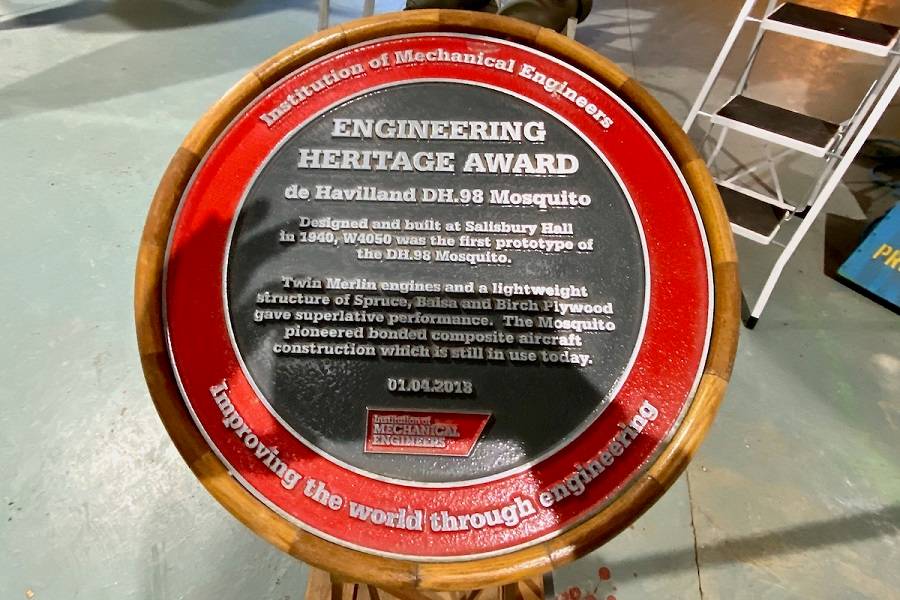 Institution of Mechanical Engineers
ENGINEERING
HERITAGE AWARD
de Havilland DH.98 Mosquito
Designed and built at Salisbury Hall
in 1940, W4050 was the first prototype of
the DH.98 Mosquito.
Twin Merlin engines and a lightweight
structure of Spruce, Balsa and Birch Plywood
gave superlative performance. The Mosquito
pioneered bonded composite aircraft
construction which is still in use today.
01.04.2018
Institution of
MECHANICAL
ENGINEERS
Improving the world through engineering